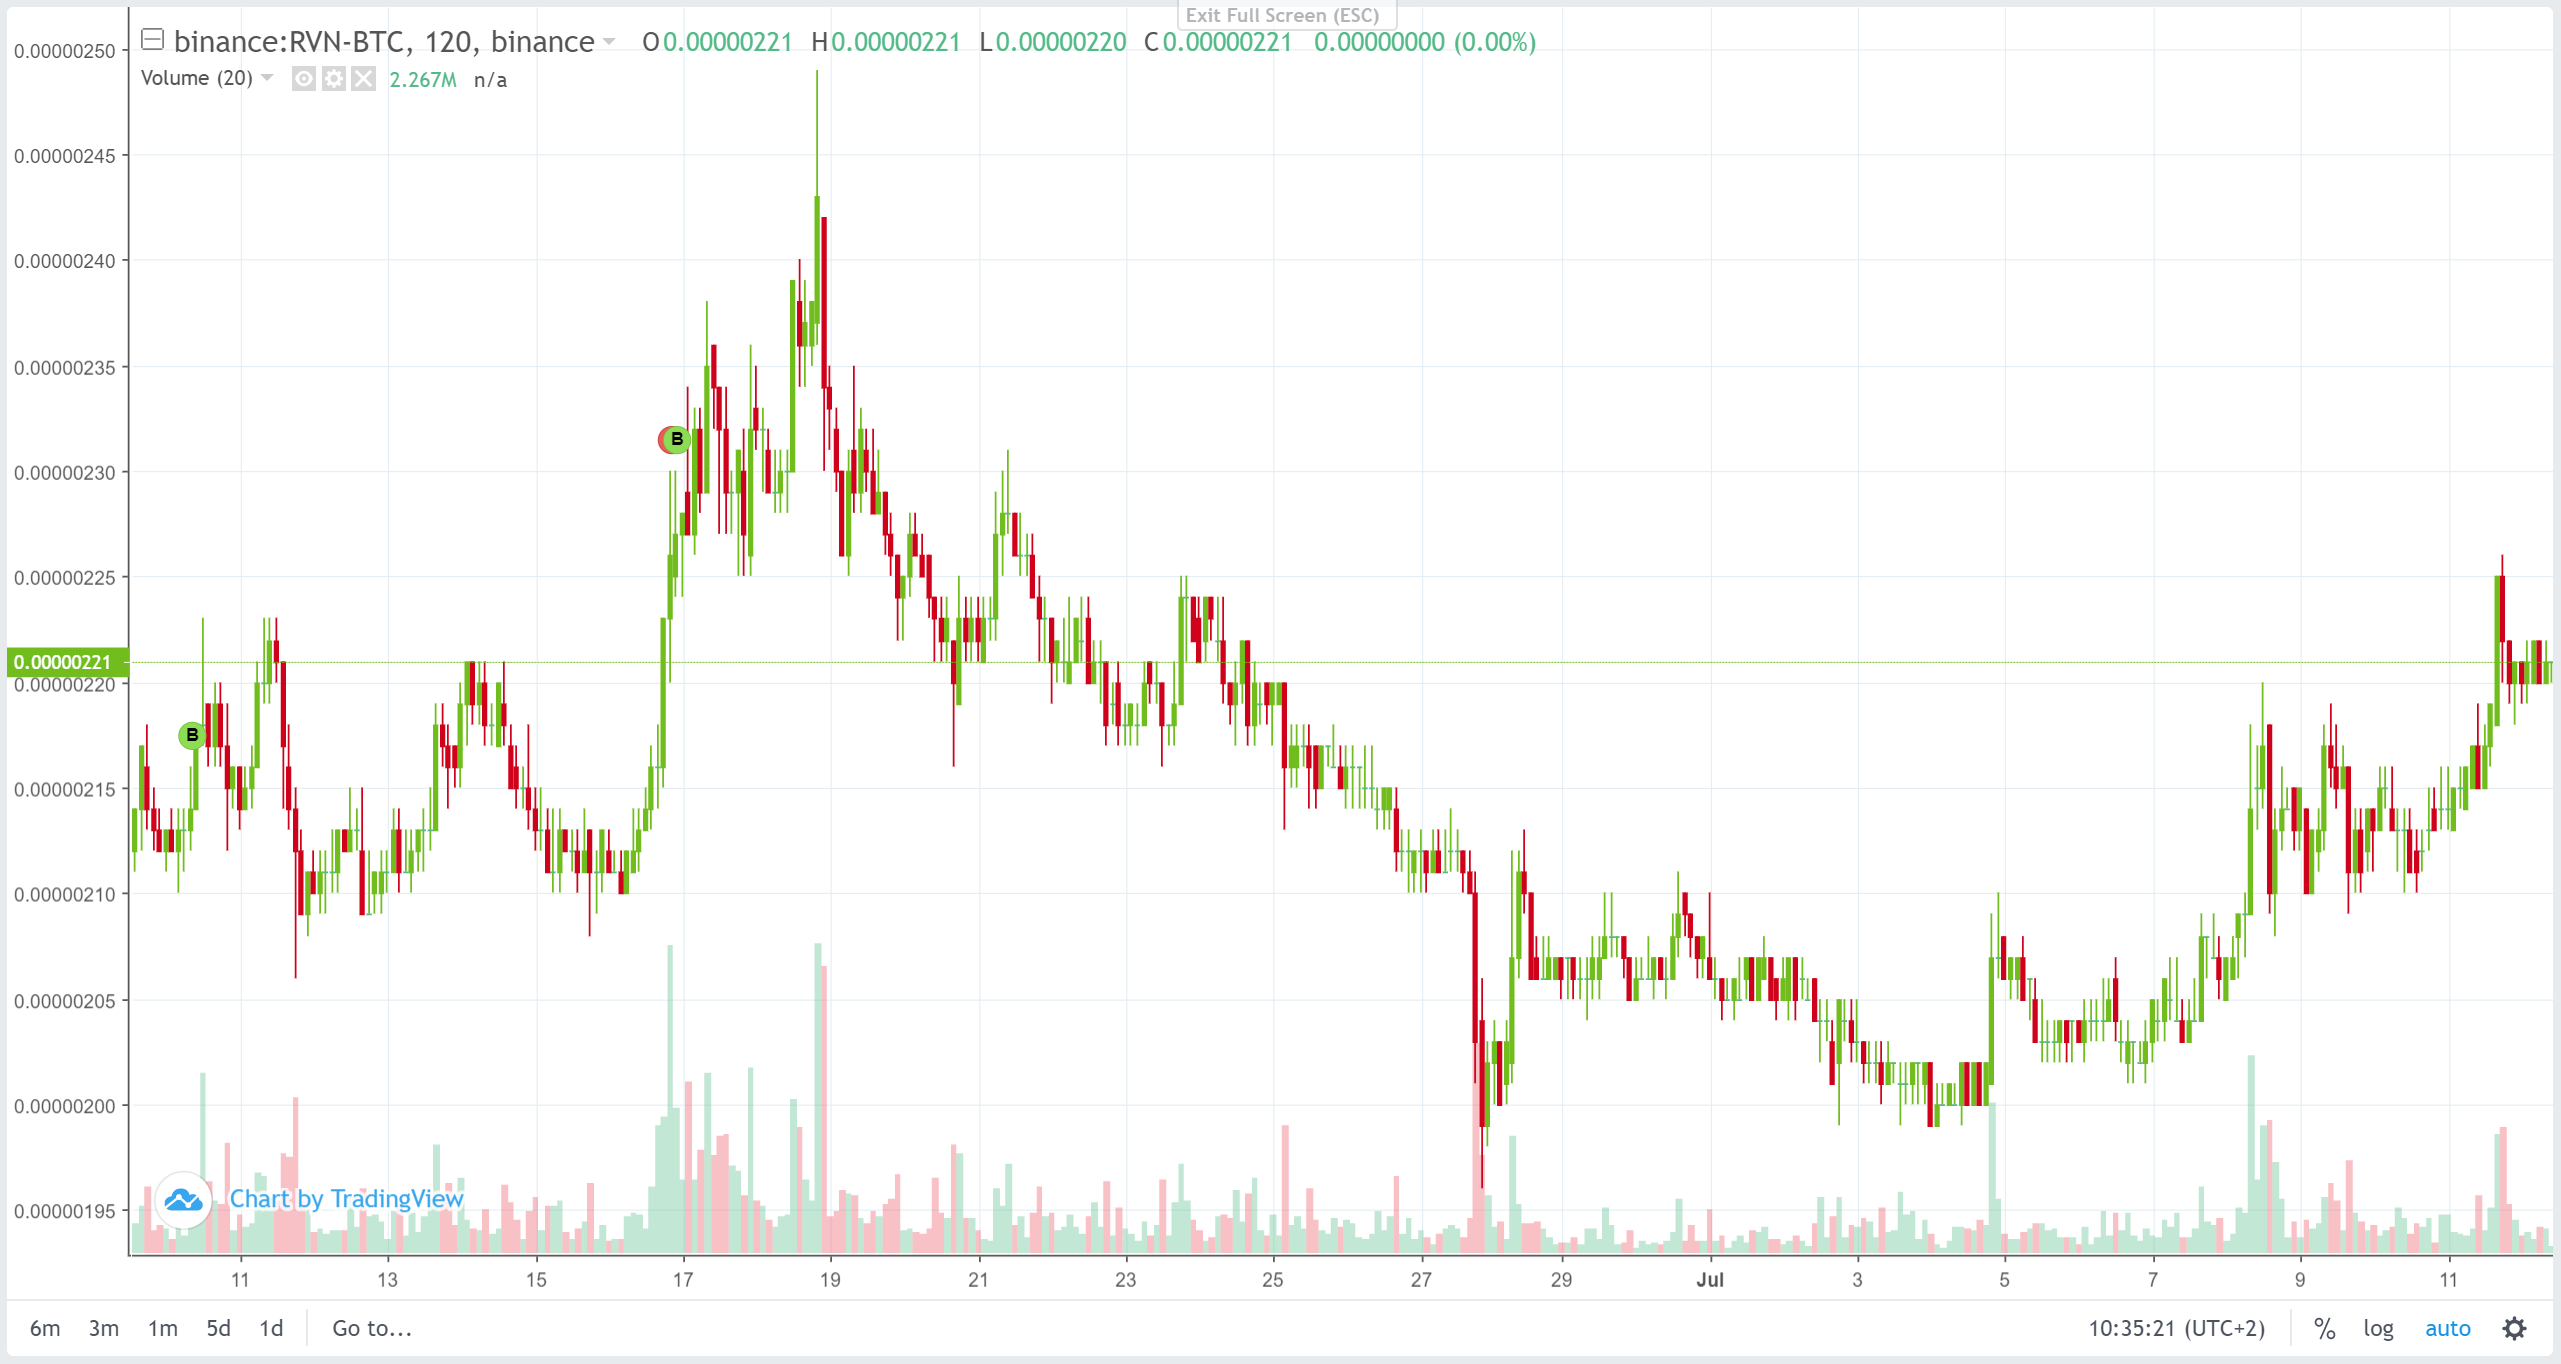 Exit Full Screen (ESC)
binance:RVN-BTC, 120, binance O0.00000221 H0.00000221 L0.00000220 C0.00000221 0.00000000 (0.00%)
Volume (20) 2.267M n/a
0.00000250
0.00000245
0.00000240
0.00000235
0.00000230
0.00000225
0.00000221
0.00000220
0.00000215
0.00000210
0.00000205
0.00000200
0.00000195
B
B
Chart by TradingView
11 13 15 17 19 21 23 25 27 29 Jul 3 5 7 9 11
6m 3m 1m 5d 1d Go to... 10:35:21 (UTC+2) % log auto